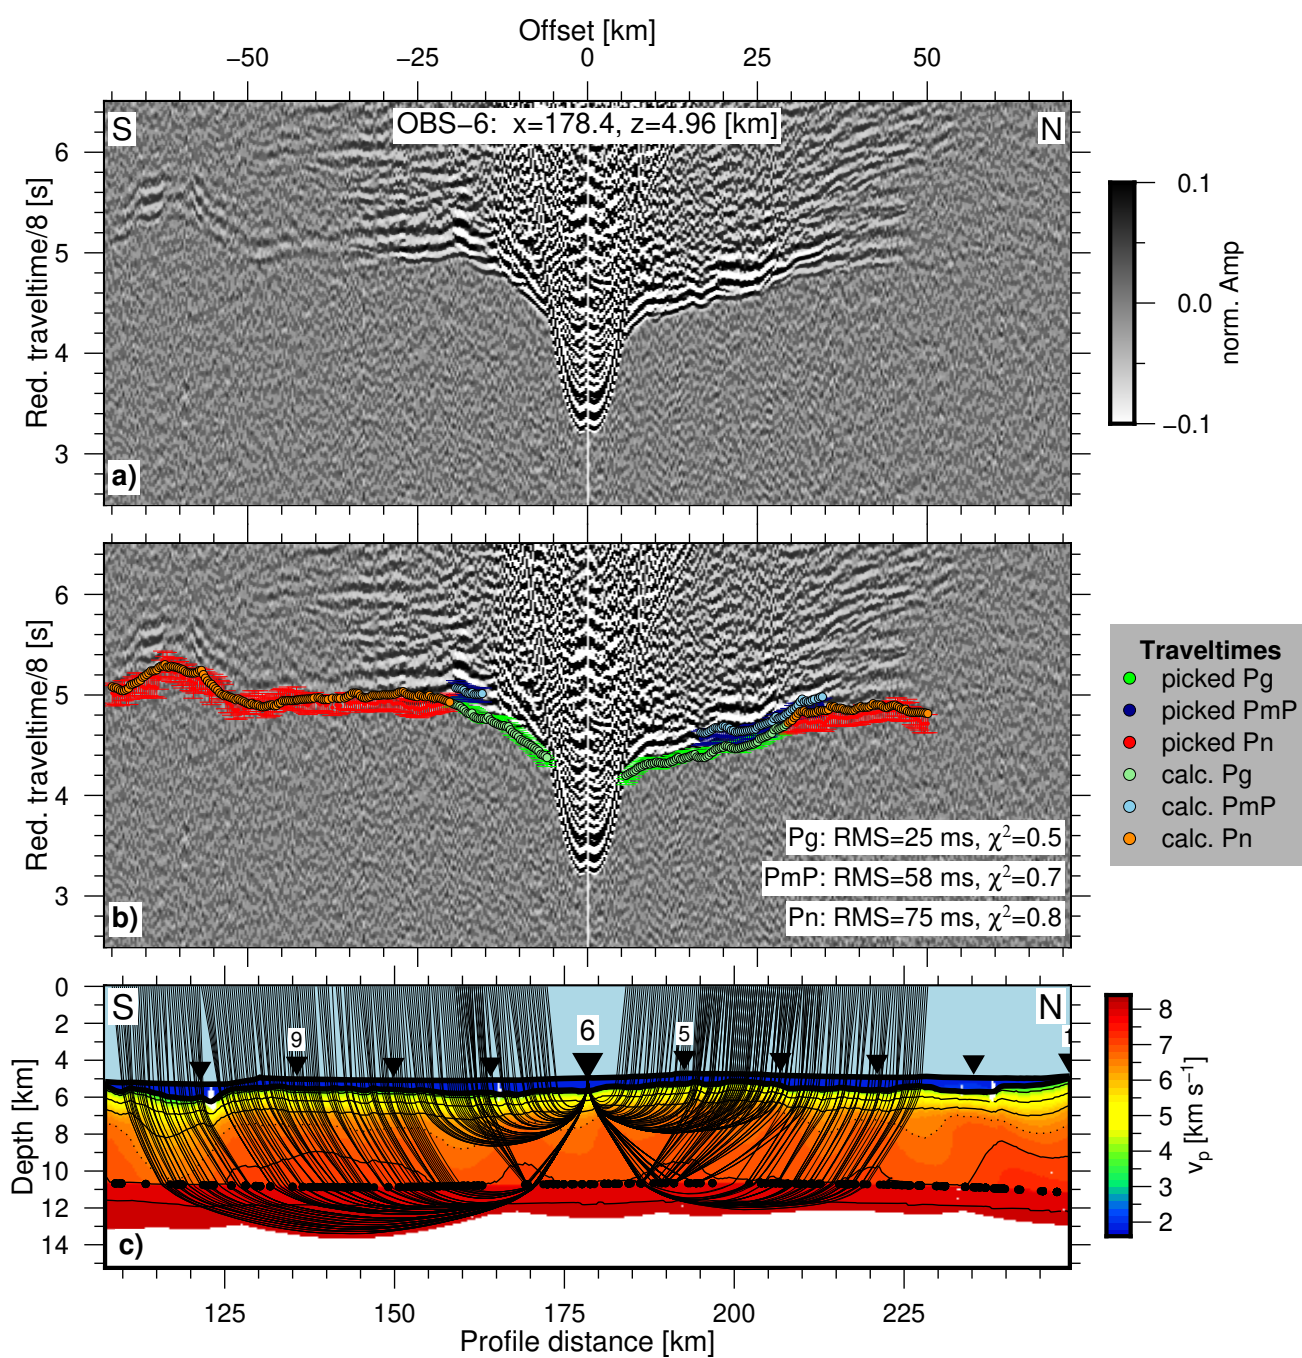 Offset [km]
−50 −25 0 25 50
S OBS−6: x=178.4, z=4.96 [km] N
6
5
4
3
Red. traveltime/8 [s]
a)
0.1
0.0
−0.1
norm. Amp
6
5
4
3
Red. traveltime/8 [s]
b)
Pg: RMS=25 ms, χ²=0.5
PmP: RMS=58 ms, χ²=0.7
Pn: RMS=75 ms, χ²=0.8
Traveltimes
picked Pg
picked PmP
picked Pn
calc. Pg
calc. PmP
calc. Pn
S N
9 6 5 1
0
2
4
6
8
10
12
14
Depth [km]
c)
8
7
6
5
4
3
2
vp [km s⁻¹]
125 150 175 200 225
Profile distance [km]